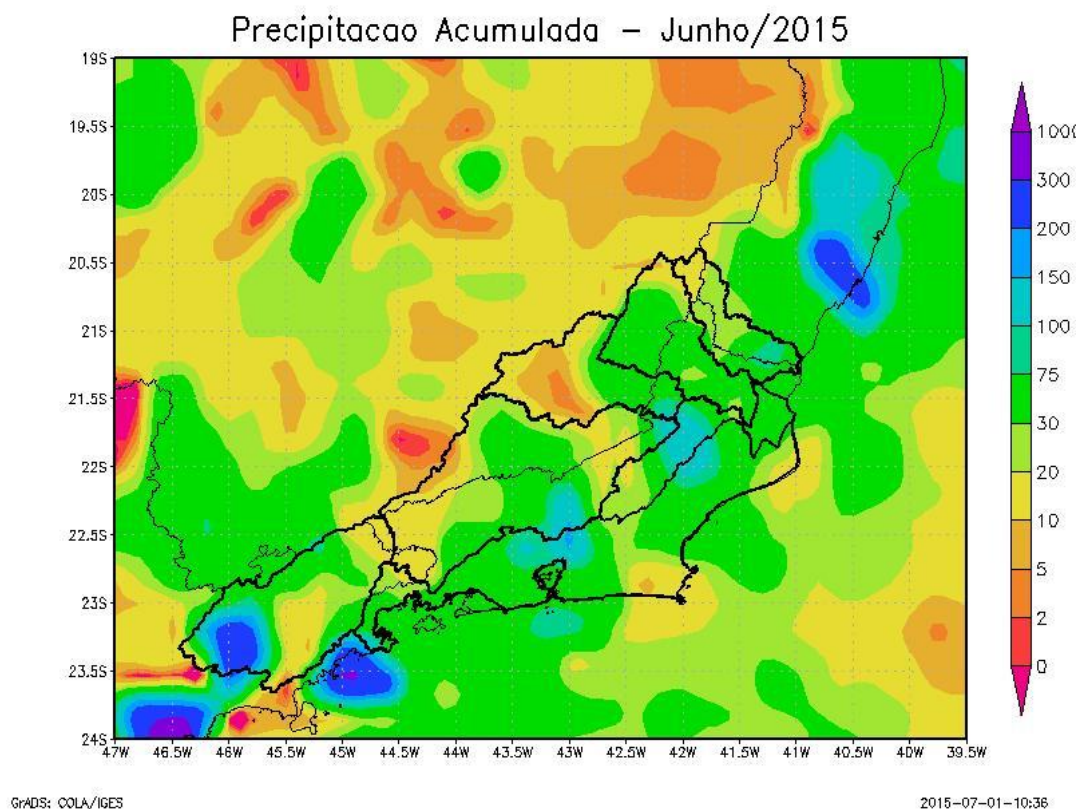 Precipitacao Acumulada – Junho/2015
19S
19.5S
20S
20.5S
21S
21.5S
22S
22.5S
23S
23.5S
24S
47W 46.5W 46W 45.5W 45W 44.5W 44W 43.5W 43W 42.5W 42W 41.5W 41W 40.5W 40W 39.5W
1000
300
200
150
100
75
30
20
10
5
2
0
GrADS: COLA/IGES
2015-07-01-10:36